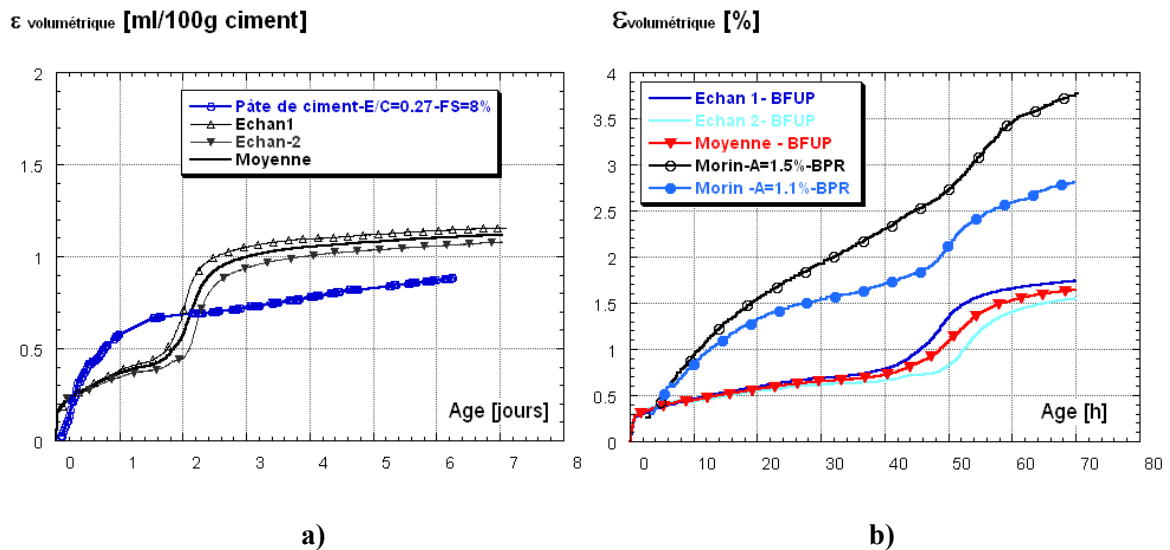 ε volumétrique [ml/100g ciment]
2
1.5
1
0.5
0
Pâte de ciment-E/C=0.27-FS=8%
Echan1
Echan-2
Moyenne
Age [jours]
0 1 2 3 4 5 6 7 8
a)
εvolumétrique [%]
4
3.5
3
2.5
2
1.5
1
0.5
0
Echan 1- BFUP
Echan 2- BFUP
Moyenne - BFUP
Morin-A=1.5%-BPR
Morin -A=1.1%-BPR
Age [h]
0 10 20 30 40 50 60 70 80
b)